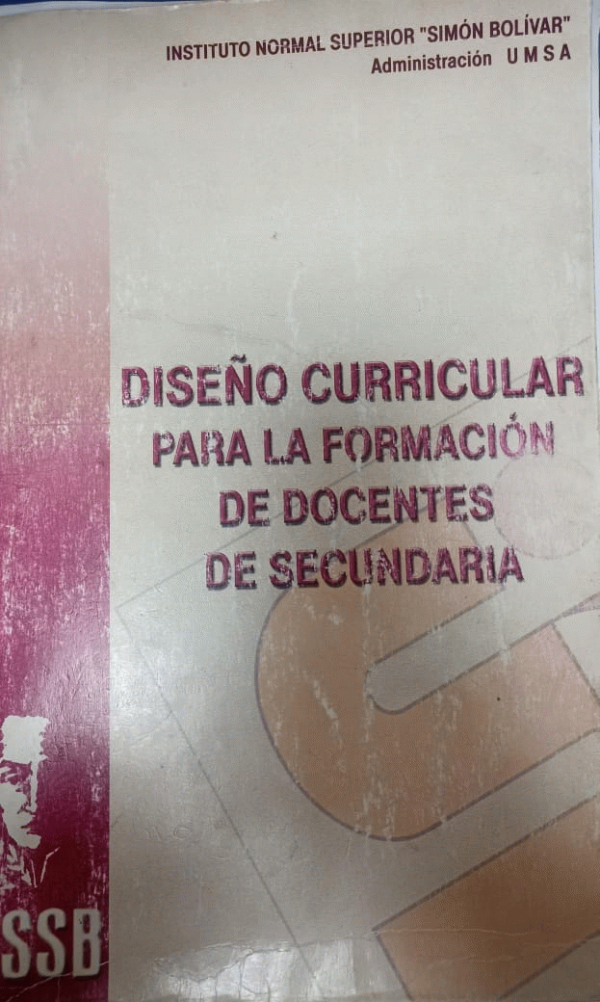 INSTITUTO NORMAL SUPERIOR "SIMÓN BOLÍVAR"
Administración U M S A
DISEÑO CURRICULAR
PARA LA FORMACIÓN
DE DOCENTES
DE SECUNDARIA
SSB